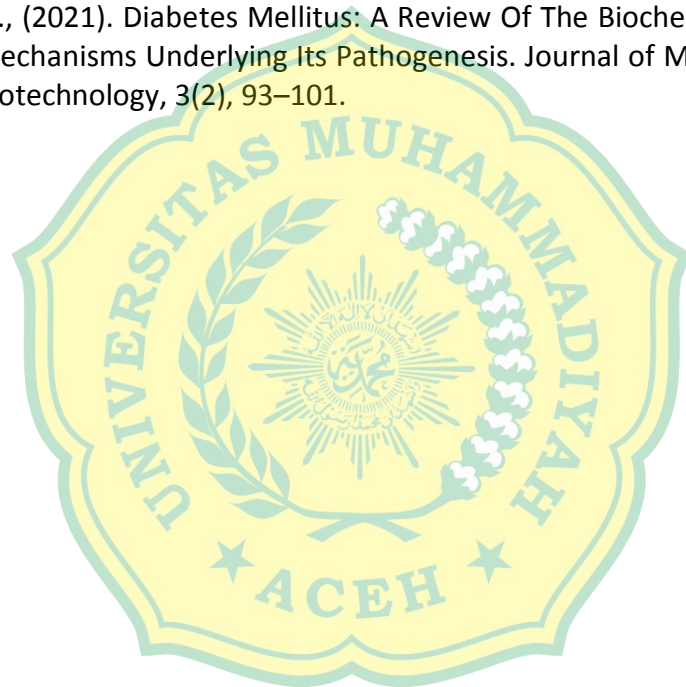 ., (2021). Diabetes Mellitus: A Review Of The Bioche
echanisms Underlying Its Pathogenesis. Journal of M
otechnology, 3(2), 93–101.
UNIVERSITAS MUHAMMADIYAH
ACEH